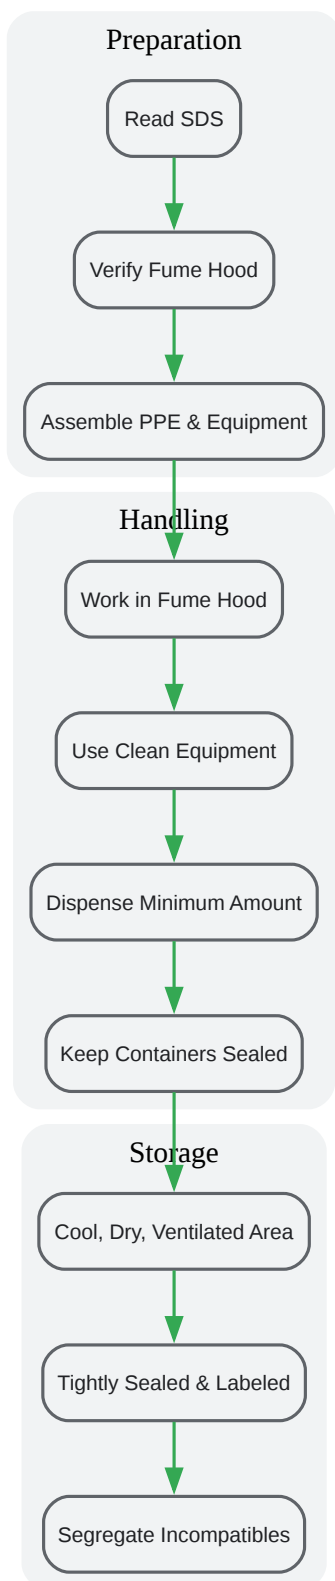 Preparation
Read SDS
Verify Fume Hood
Assemble PPE & Equipment
Handling
Work in Fume Hood
Use Clean Equipment
Dispense Minimum Amount
Keep Containers Sealed
Storage
Cool, Dry, Ventilated Area
Tightly Sealed & Labeled
Segregate Incompatibles